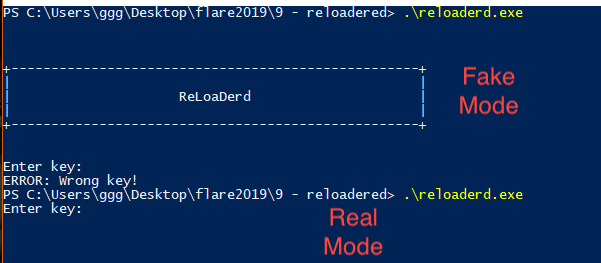 PS C:\Users\ggg\Desktop\flare2019\9 - reloadered> .\reloaderd.exe
+---------------------------------------------------+
|                                                   |
|                     ReLoaDerd                     |
|                                                   |
+---------------------------------------------------+
Fake
Mode
Enter key:
ERROR: Wrong key!
PS C:\Users\ggg\Desktop\flare2019\9 - reloadered> .\reloaderd.exe
Enter key:
Real
Mode